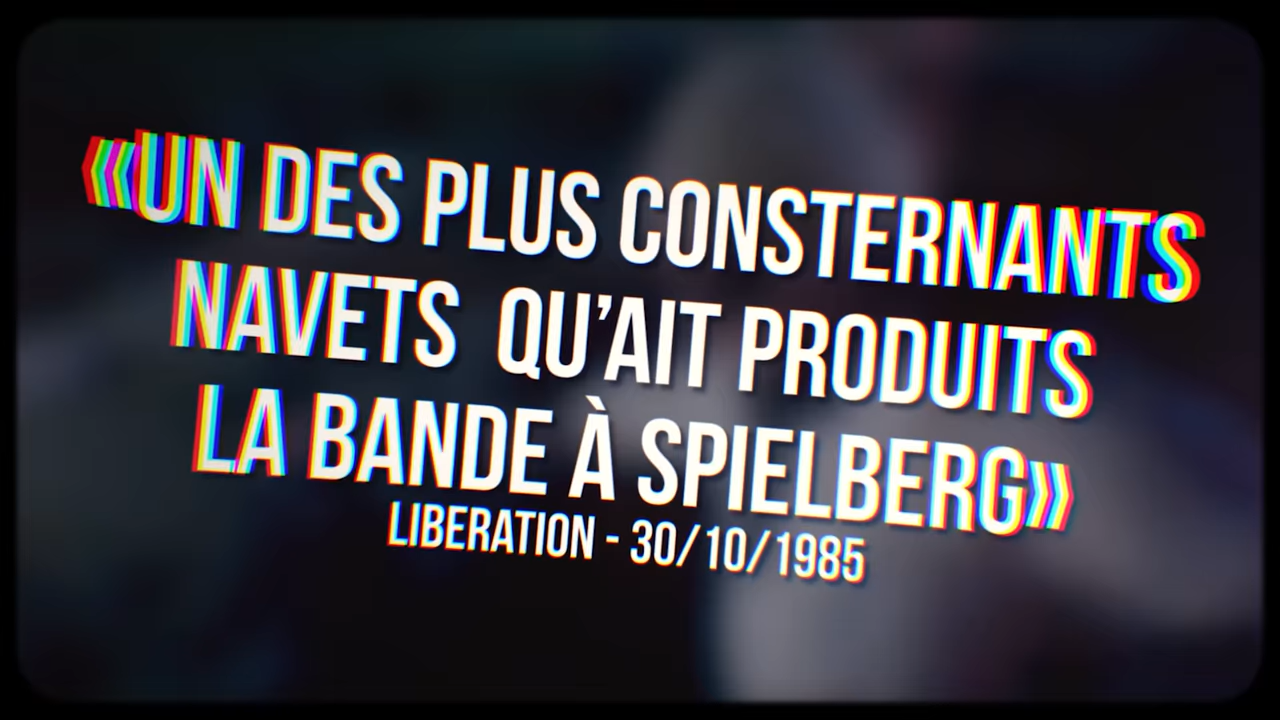 «UN DES PLUS CONSTERNANTS
NAVETS QU'AIT PRODUITS
LA BANDE À SPIELBERG»
LIBERATION - 30/10/1985